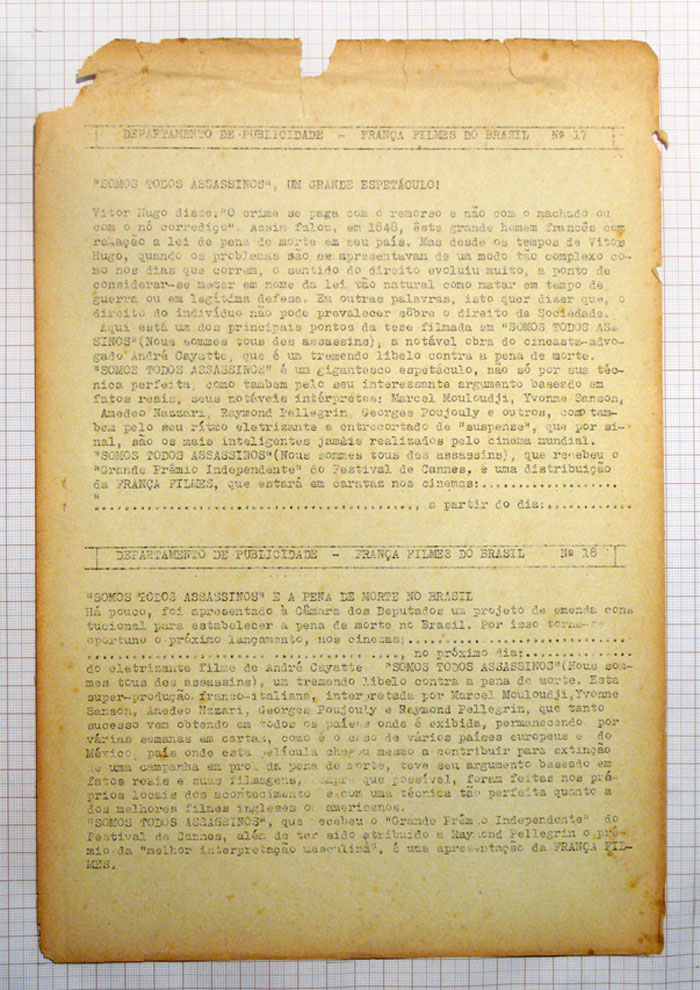 DEPARTAMENTO DE PUBLICIDADE - FRANÇA FILMES DO BRASIL Nº 17
"SOMOS TODOS ASSASSINOS", UM GRANDE ESPETÁCULO!
Vitor Hugo disse:"O crime se paga com o remorso e não com o machado ou
com o nó corrediço". Assim falou, em 1848, êste grande homem francês com
relação a lei de pena de morte em seu país. Mas desde os tempos de Vitor
Hugo, quando os problemas não se apresentavam de um modo tão complexo co-
mo nos dias que correm, o sentido do direito evoluiu muito, a ponto de
considerar-se matar em nome da lei tão natural como matar em tempo de
guerra ou em legítima defesa. Em outras palavras, isto quer dizer que, o
direito do indivíduo não pode prevalecer sôbre o direito da Sociedade.
Aqui está um dos principais pontos da tese filmada em "SOMOS TODOS ASS-
SINOS"(Nous sommes tous des assassins), a notável obra do cineasta-advo-
gado André Cayatte, que é um tremendo libelo contra a pena de morte.
"SOMOS TODOS ASSASSINOS" é um gigantesco espetáculo, não só por sua téc-
nica perfeita, como tambem pelo seu interessante argumento baseado em
fatos reais, seus notáveis intérpretes: Marcel Mouloudji, Yvonne Sanson,
Amedeo Nazzari, Raymond Pellegrin, Georges Poujouly e outros, como tam-
bem pelo seu rítmo eletrizante a entrecortado de "suspense", que por si-
nal, são os mais inteligentes jamáis realizados pelo cinema mundial.
"SOMOS TODOS ASSASSINOS"(Nous sommes tous des assassins), que recebeu o
"Grande Prêmio Independente" do Festival de Cannes, é uma distribuição
da FRANÇA FILMES, que estará em carataz nos cinemas:..................
"
........................................, a partir do dia:............
DEPARTAMENTO DE PUBLICIDADE - FRANÇA FILMES DO BRASIL Nº 18
"SOMOS TODOS ASSASSINOS" E A PENA DE MORTE NO BRASIL
Há pouco, foi apresentado à Câmara dos Deputados um projeto de emenda cons
tucional para estabelecer a pena de morte no Brasil. Por isso torna-se
oportuno o próximo lançamento, nos cinemas:...........................
......................................., no próximo dia:..............
do eletrizante filme de André Cayatte "SOMOS TODOS ASSASSINOS"(Nous som-
mes tous des assassins), um tremendo libelo contra a pena de morte. Esta
super-produção franco-italiana, interpretada por Marcel Mouloudji,Yvonne
Sanson, Amedeo Nazzari, Georges Poujouly e Raymond Pellegrin, que tanto
sucesso vem obtendo em todos os países onde é exibida, permanecendo por
várias semanas em cartaz, como é o caso de vários países europeus e do
México, país onde esta película chegou mesmo a contribuir para extinção
de uma campanha em pról da pena de morte, teve seu argumento baseado em
fatos reais e suas filmagens, sempre que possível, foram feitas nos pró-
prios locais dos acontecimento e com uma técnica tão perfeita quanto a
dos melhores filmes ingleses ou americanos.
"SOMOS TODOS ASSASSINOS", que recebeu o "Grande Prêmio Independente" do
Festival de Cannes, além de ter sido atribuido a Raymond Pellegrin o prê-
mio da "melhor interpretação masculina", é uma apresentação da FRANÇA FIL-
MES.